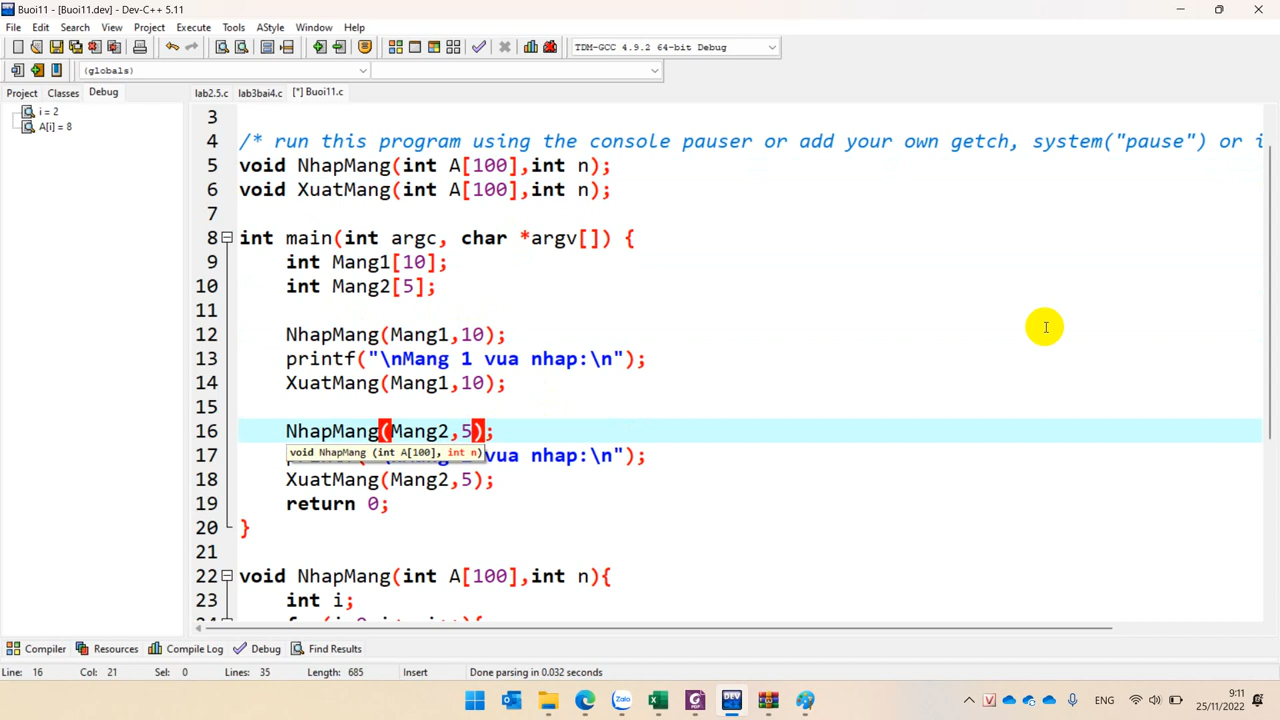 Buoi11 - [Buoi11.dev] - Dev-C++ 5.11
File Edit Search View Project Execute Tools AStyle Window Help
TDM-GCC 4.9.2 64-bit Debug
(globals)
Project Classes Debug
lab2.5.c lab3bai4.c [*] Buoi11.c
i = 2
A[i] = 8
3
4 /* run this program using the console pauser or add your own getch, system("pause") or i
5 void NhapMang(int A[100],int n);
6 void XuatMang(int A[100],int n);
7
8 int main(int argc, char *argv[]) {
9 int Mang1[10];
10 int Mang2[5];
11
12 NhapMang(Mang1,10);
13 printf("\nMang 1 vua nhap:\n");
14 XuatMang(Mang1,10);
15
16 NhapMang(Mang2,5);
void NhapMang (int A[100], int n)
17 vua nhap:\n");
18 XuatMang(Mang2,5);
19 return 0;
20 }
21
22 void NhapMang(int A[100],int n){
23 int i;
Compiler Resources Compile Log Debug Find Results
Line: 16 Col: 21 Sel: 0 Lines: 35 Length: 685 Insert Done parsing in 0.032 seconds
Zalo PDF DEV ENG 9:11
25/11/2022